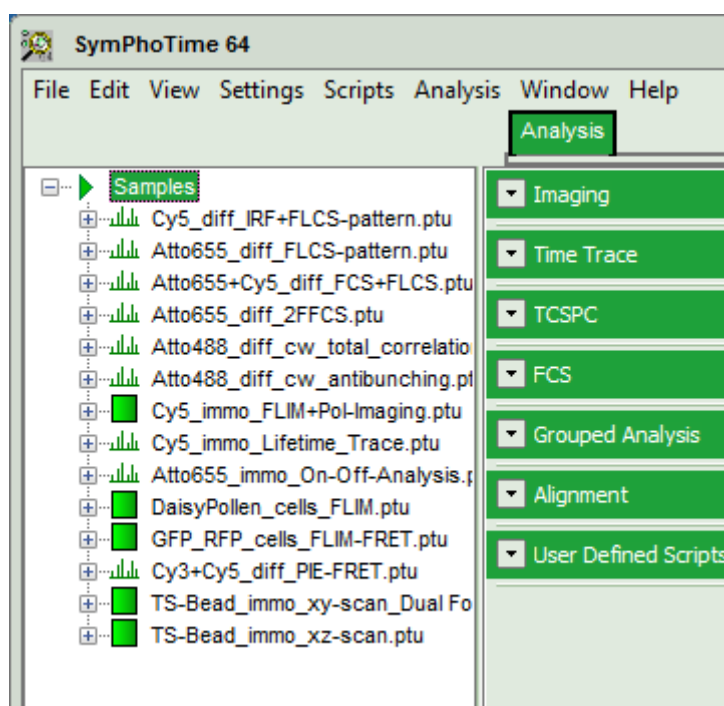 SymPhoTime 64
File Edit View Settings Scripts Analysis Window Help
Analysis
Samples
Cy5_diff_IRF+FLCS-pattern.ptu
Atto655_diff_FLCS-pattern.ptu
Atto655+Cy5_diff_FCS+FLCS.ptu
Atto655_diff_2FFCS.ptu
Atto488_diff_cw_total_correlatio
Atto488_diff_cw_antibunching.pt
Cy5_immo_FLIM+Pol-Imaging.ptu
Cy5_immo_Lifetime_Trace.ptu
Atto655_immo_On-Off-Analysis.p
DaisyPollen_cells_FLIM.ptu
GFP_RFP_cells_FLIM-FRET.ptu
Cy3+Cy5_diff_PIE-FRET.ptu
TS-Bead_immo_xy-scan_Dual Fo
TS-Bead_immo_xz-scan.ptu
Imaging
Time Trace
TCSPC
FCS
Grouped Analysis
Alignment
User Defined Scripts